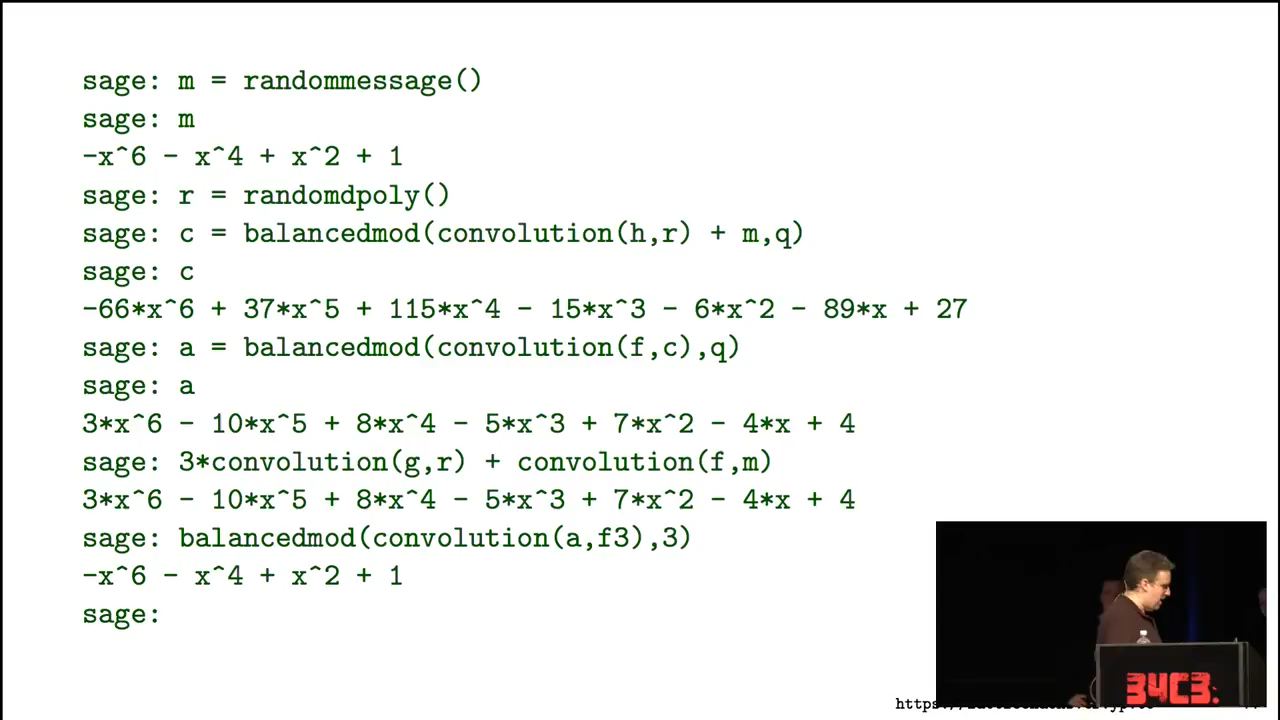 sage: m = randommessage()
sage: m
-x^6 - x^4 + x^2 + 1
sage: r = randomdpoly()
sage: c = balancedmod(convolution(h,r) + m,q)
sage: c
-66*x^6 + 37*x^5 + 115*x^4 - 15*x^3 - 6*x^2 - 89*x + 27
sage: a = balancedmod(convolution(f,c),q)
sage: a
3*x^6 - 10*x^5 + 8*x^4 - 5*x^3 + 7*x^2 - 4*x + 4
sage: 3*convolution(g,r) + convolution(f,m)
3*x^6 - 10*x^5 + 8*x^4 - 5*x^3 + 7*x^2 - 4*x + 4
sage: balancedmod(convolution(a,f3),3)
-x^6 - x^4 + x^2 + 1
sage:
34C3: